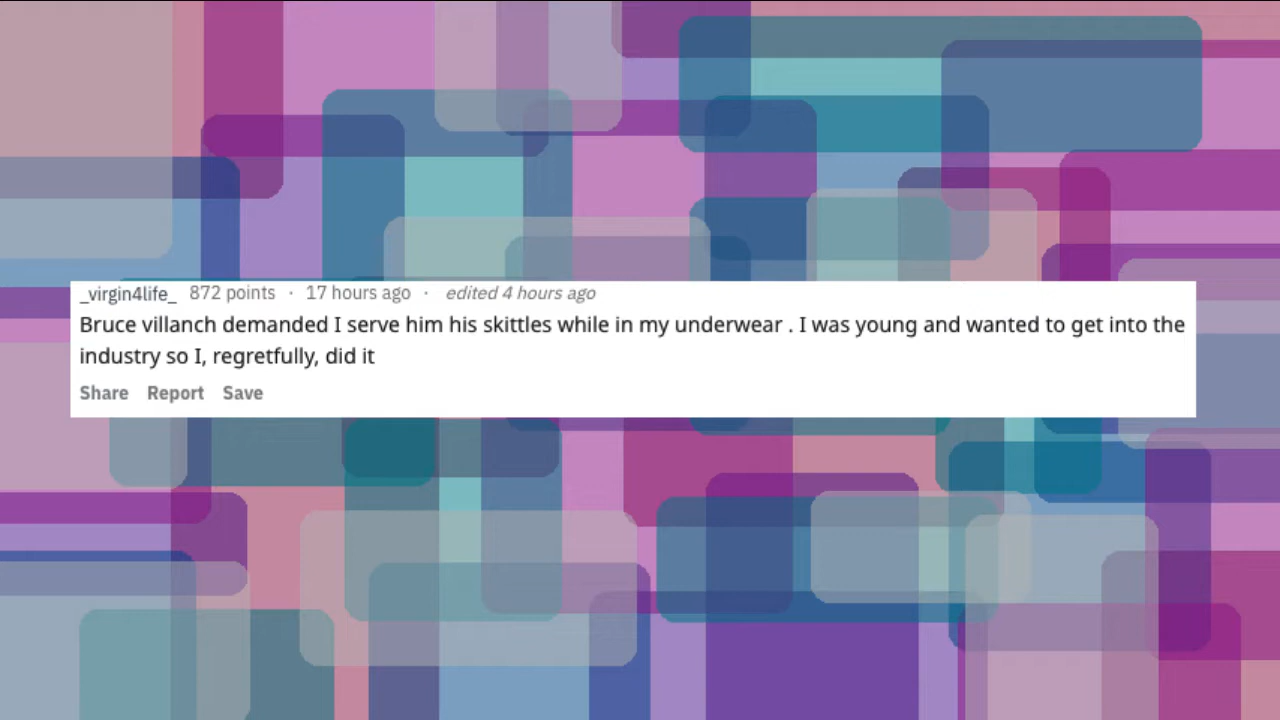 _virgin4life_ 872 points · 17 hours ago · edited 4 hours ago
Bruce villanch demanded I serve him his skittles while in my underwear . I was young and wanted to get into the
industry so I, regretfully, did it
Share Report Save